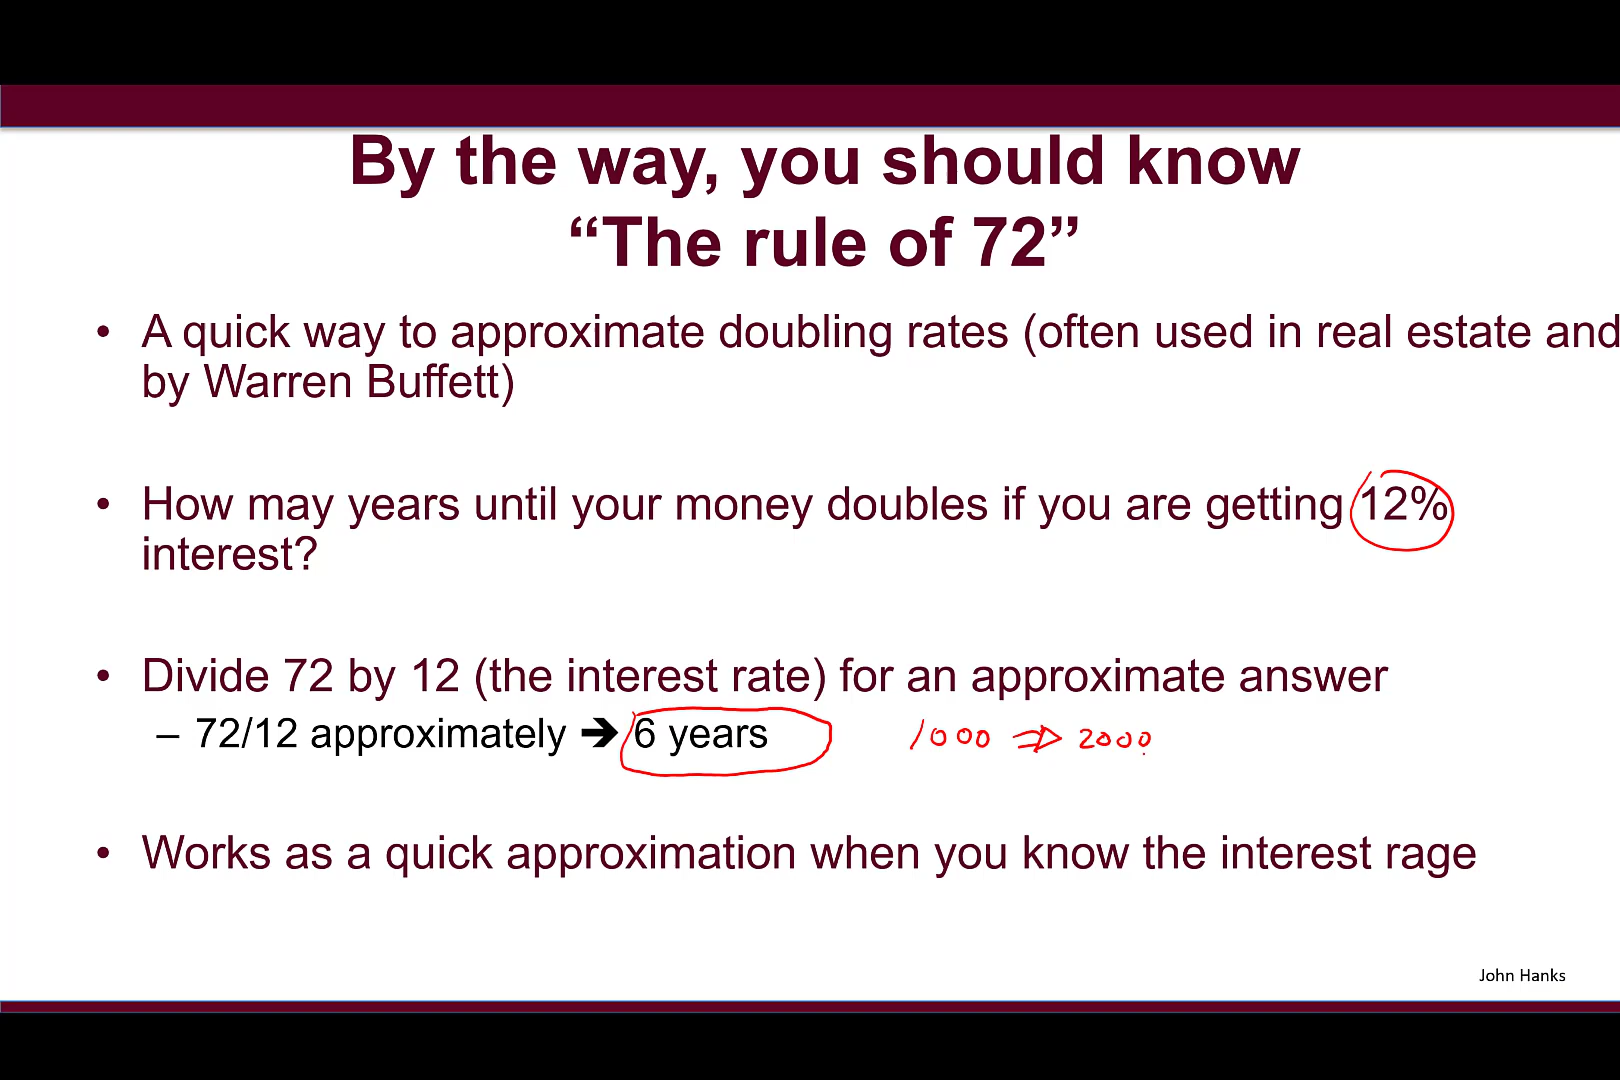 By the way, you should know
“The rule of 72”
• A quick way to approximate doubling rates (often used in real estate and
by Warren Buffett)
• How may years until your money doubles if you are getting 12%
interest?
• Divide 72 by 12 (the interest rate) for an approximate answer
– 72/12 approximately ➔ 6 years 1000 ⇒ 2000
• Works as a quick approximation when you know the interest rage
John Hanks